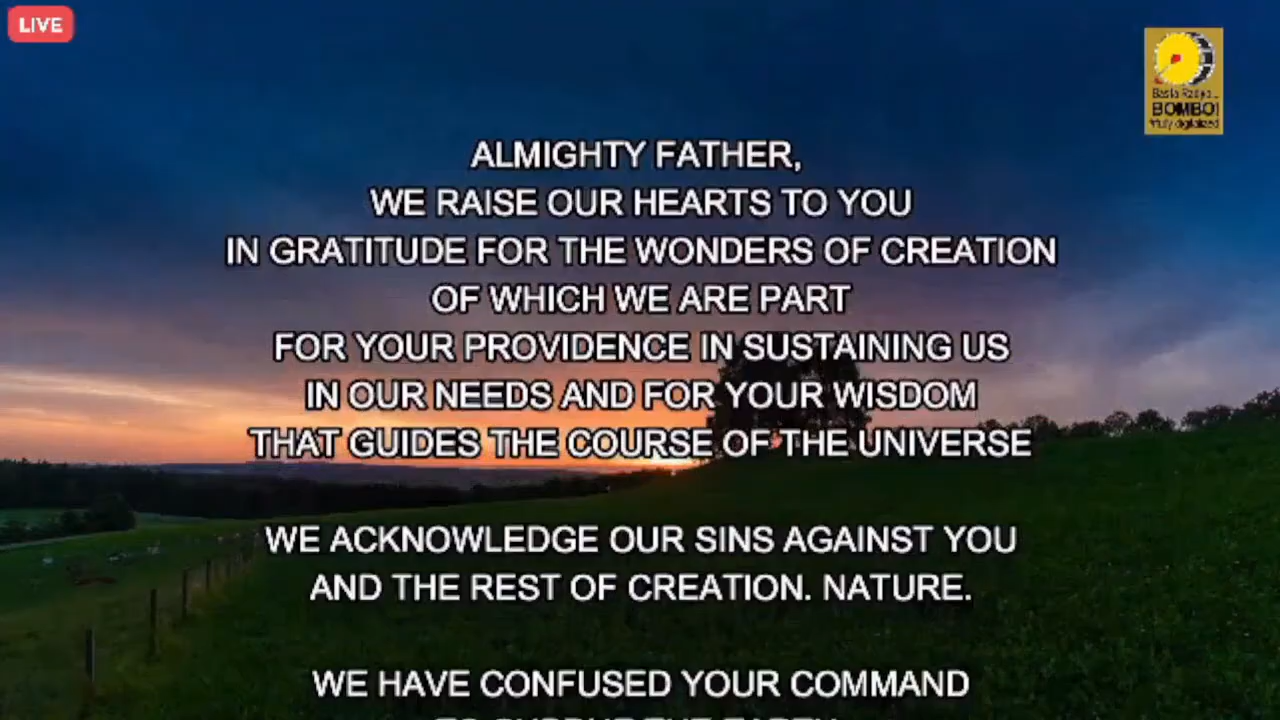 LIVE
Basta Radyo...
BOMBO!
ALMIGHTY FATHER,
WE RAISE OUR HEARTS TO YOU
IN GRATITUDE FOR THE WONDERS OF CREATION
OF WHICH WE ARE PART
FOR YOUR PROVIDENCE IN SUSTAINING US
IN OUR NEEDS AND FOR YOUR WISDOM
THAT GUIDES THE COURSE OF THE UNIVERSE
WE ACKNOWLEDGE OUR SINS AGAINST YOU
AND THE REST OF CREATION. NATURE.
WE HAVE CONFUSED YOUR COMMAND